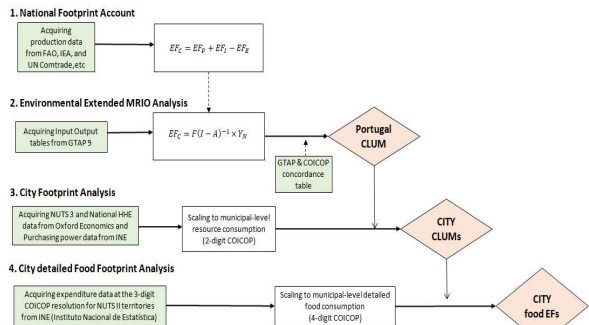 1. National Footprint Account
Acquiring
production data
from FAO, IEA, and
UN Comtrade,etc
EF_C = EF_P + EF_I − EF_E
2. Environmental Extended MRIO Analysis
Acquiring Input Output
tables from GTAP 9
EF_C = F(I − A)^{-1} × Y_N
Portugal
CLUM
GTAP & COICOP
concordance
table
3. City Footprint Analysis
Acquiring NUTS 3 and National HHE
data from Oxford Economics and
Purchasing power data from INE
Scaling to municipal-level
resource consumption
(2-digit COICOP)
CITY
CLUMs
4. City detailed Food Footprint Analysis
Acquiring expenditure data at the 3-digit
COICOP resolution for NUTS II territories
from INE (Instituto Nacional de Estatística)
Scaling to municipal-level detailed
food consumption
(4-digit COICOP)
CITY
food EFs